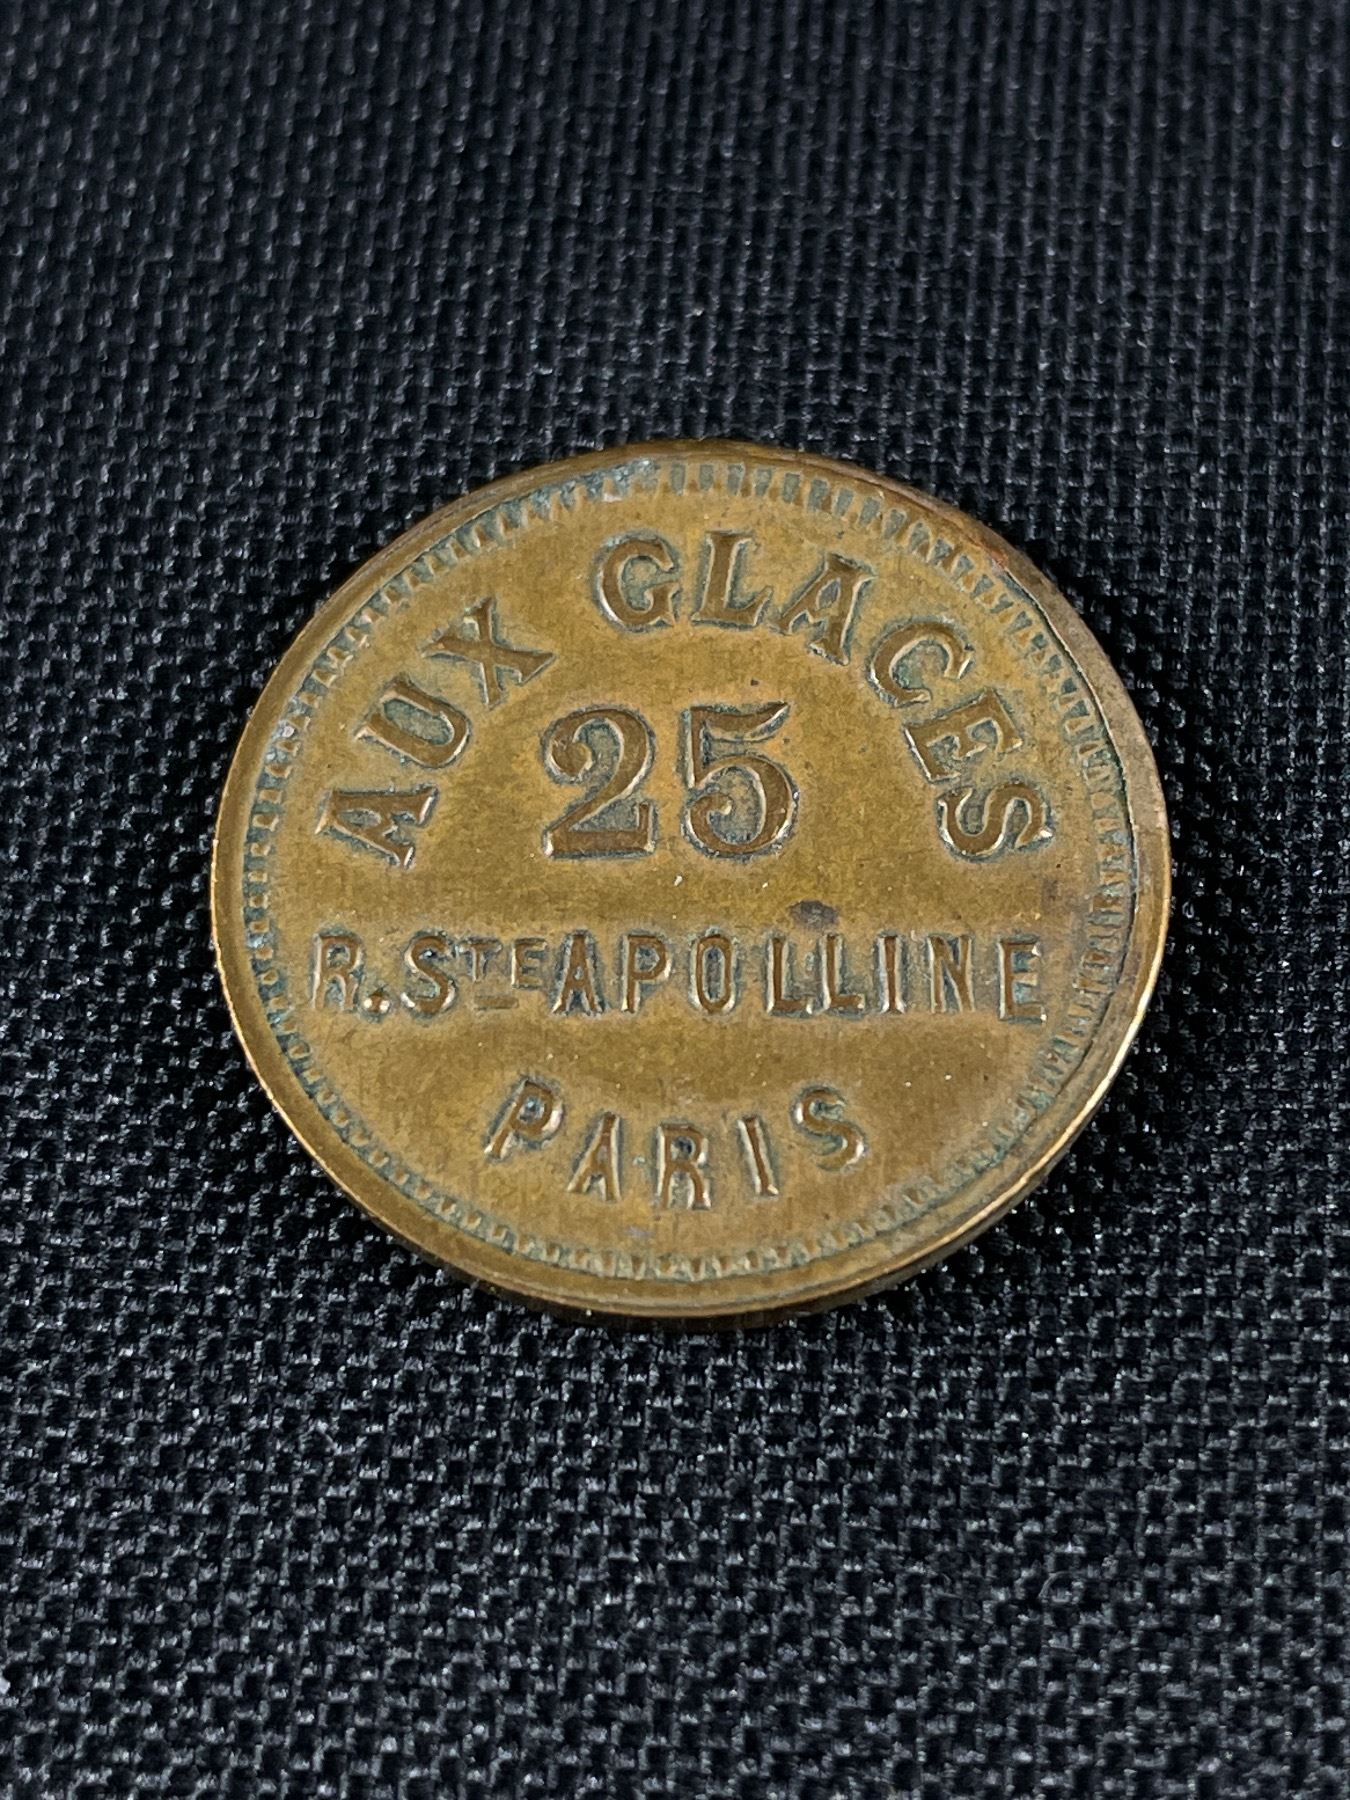 AUX GLACES
25
R. STE APOLLINE
PARIS